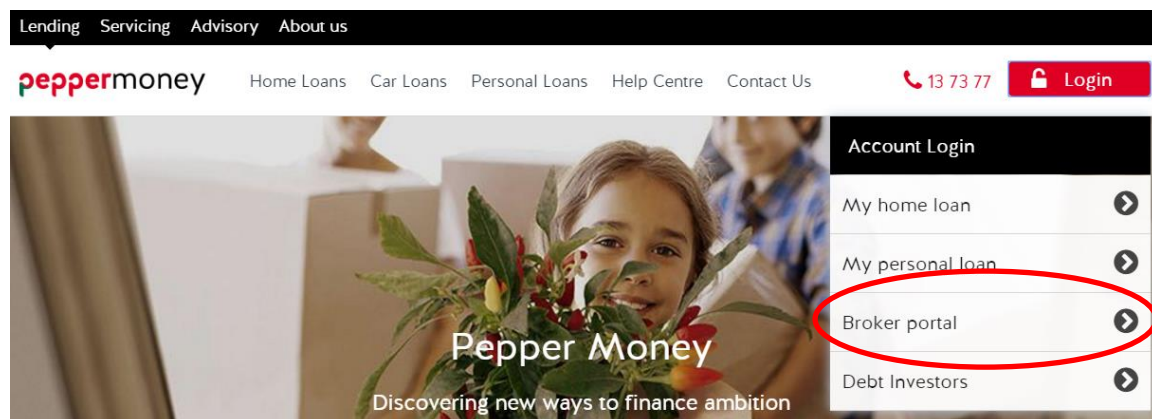 Lending Servicing Advisory About us
peppermoney Home Loans Car Loans Personal Loans Help Centre Contact Us 13 73 77 Login
Account Login
My home loan
My personal loan
Broker portal
Pepper Money
Debt Investors
Discovering new ways to finance ambition